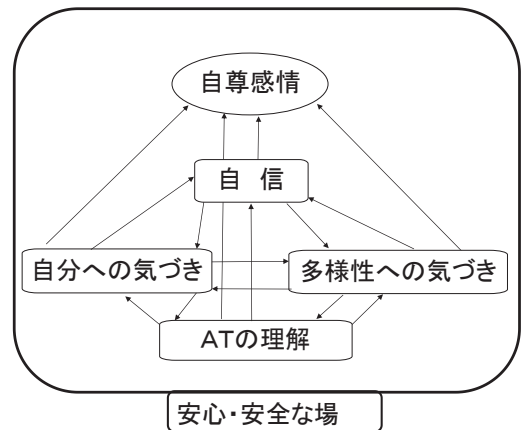 自尊感情
自 信
自分への気づき
多様性への気づき
ATの理解
安心・安全な場